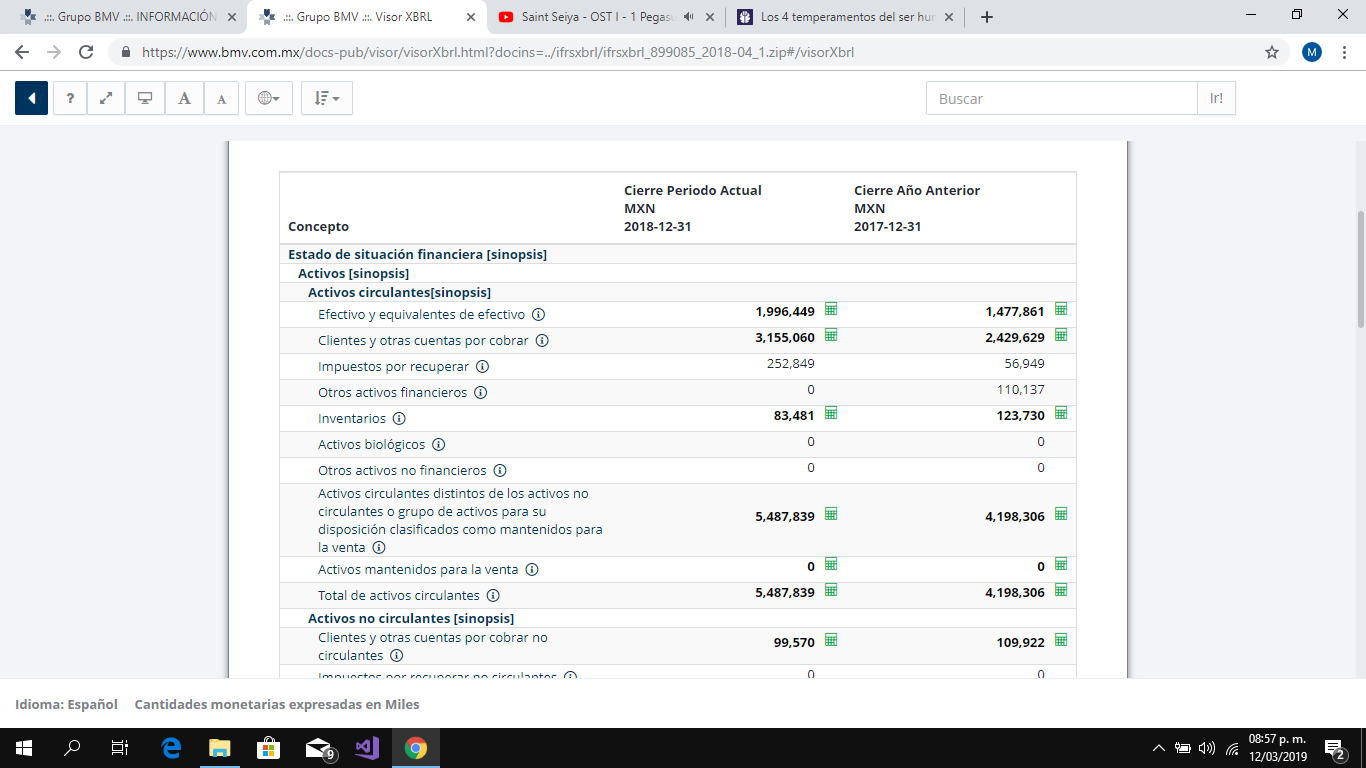 .::. Grupo BMV .::. INFORMACIÓN
.::. Grupo BMV .::. Visor XBRL
Saint Seiya - OST I - 1 Pegasu
Los 4 temperamentos del ser hum
https://www.bmv.com.mx/docs-pub/visor/visorXbrl.html?docins=../ifrsxbrl/ifrsxbrl_899085_2018-04_1.zip#/visorXbrl
M
? A A
Buscar Ir!
Concepto
Cierre Periodo Actual
MXN
2018-12-31
Cierre Año Anterior
MXN
2017-12-31
Estado de situación financiera [sinopsis]
Activos [sinopsis]
Activos circulantes[sinopsis]
Efectivo y equivalentes de efectivo 1,996,449 1,477,861
Clientes y otras cuentas por cobrar 3,155,060 2,429,629
Impuestos por recuperar 252,849 56,949
Otros activos financieros 0 110,137
Inventarios 83,481 123,730
Activos biológicos 0 0
Otros activos no financieros 0 0
Activos circulantes distintos de los activos no
circulantes o grupo de activos para su
disposición clasificados como mantenidos para
la venta 5,487,839 4,198,306
Activos mantenidos para la venta 0 0
Total de activos circulantes 5,487,839 4,198,306
Activos no circulantes [sinopsis]
Clientes y otras cuentas por cobrar no
circulantes 99,570 109,922
Impuestos por recuperar no circulantes 0 0
Idioma: Español Cantidades monetarias expresadas en Miles
9
08:57 p. m.
12/03/2019
2